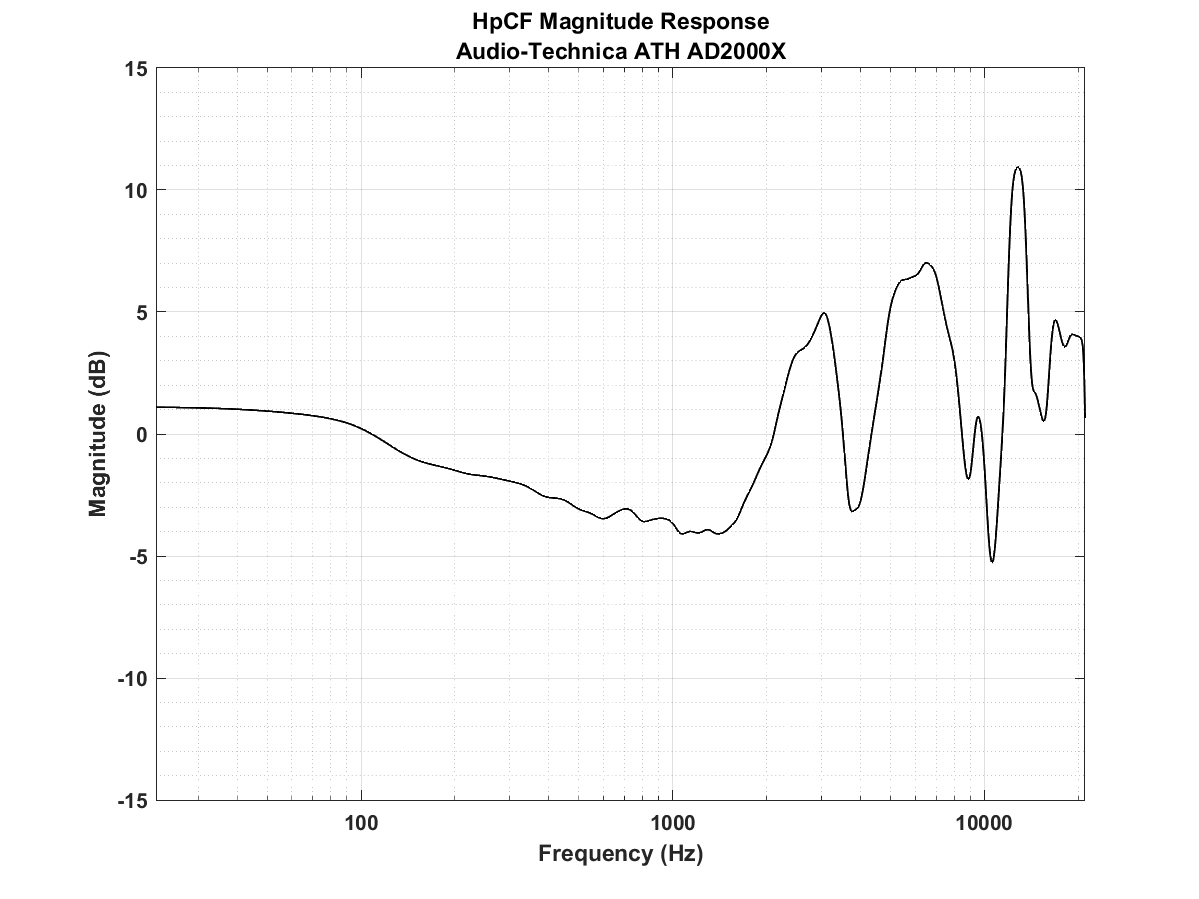 HpCF Magnitude Response
Audio-Technica ATH AD2000X
15
10
5
0
-5
-10
-15
Magnitude (dB)
100 1000 10000
Frequency (Hz)